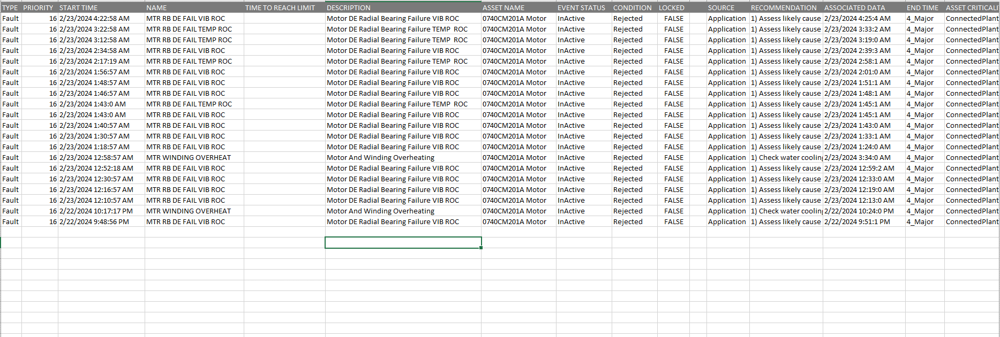 TYPE PRIORITY START TIME NAME TIME TO REACH LIMIT DESCRIPTION ASSET NAME EVENT STATUS CONDITION LOCKED SOURCE RECOMMENDATION ASSOCIATED DATA END TIME ASSET CRITICALI
Fault 16 2/23/2024 4:22:58 AM MTR RB DE FAIL VIB ROC Motor DE Radial Bearing Failure VIB ROC 0740CM201A Motor InActive Rejected FALSE Application 1) Assess likely cause 2/23/2024 4:25:4 AM 4_Major ConnectedPlant
Fault 16 2/23/2024 3:22:58 AM MTR RB DE FAIL TEMP ROC Motor DE Radial Bearing Failure TEMP  ROC 0740CM201A Motor InActive Rejected FALSE Application 1) Assess likely cause 2/23/2024 3:33:2 AM 4_Major ConnectedPlant
Fault 16 2/23/2024 3:12:58 AM MTR RB DE FAIL TEMP ROC Motor DE Radial Bearing Failure TEMP  ROC 0740CM201A Motor InActive Rejected FALSE Application 1) Assess likely cause 2/23/2024 3:19:0 AM 4_Major ConnectedPlant
Fault 16 2/23/2024 2:34:58 AM MTR RB DE FAIL VIB ROC Motor DE Radial Bearing Failure VIB ROC 0740CM201A Motor InActive Rejected FALSE Application 1) Assess likely cause 2/23/2024 2:39:3 AM 4_Major ConnectedPlant
Fault 16 2/23/2024 2:17:19 AM MTR RB DE FAIL TEMP ROC Motor DE Radial Bearing Failure TEMP  ROC 0740CM201A Motor InActive Rejected FALSE Application 1) Assess likely cause 2/23/2024 2:58:1 AM 4_Major ConnectedPlant
Fault 16 2/23/2024 1:56:57 AM MTR RB DE FAIL VIB ROC Motor DE Radial Bearing Failure VIB ROC 0740CM201A Motor InActive Rejected FALSE Application 1) Assess likely cause 2/23/2024 2:01:0 AM 4_Major ConnectedPlant
Fault 16 2/23/2024 1:48:57 AM MTR RB DE FAIL VIB ROC Motor DE Radial Bearing Failure VIB ROC 0740CM201A Motor InActive Rejected FALSE Application 1) Assess likely cause 2/23/2024 1:51:1 AM 4_Major ConnectedPlant
Fault 16 2/23/2024 1:46:57 AM MTR RB DE FAIL VIB ROC Motor DE Radial Bearing Failure VIB ROC 0740CM201A Motor InActive Rejected FALSE Application 1) Assess likely cause 2/23/2024 1:48:1 AM 4_Major ConnectedPlant
Fault 16 2/23/2024 1:43:0 AM MTR RB DE FAIL TEMP ROC Motor DE Radial Bearing Failure TEMP  ROC 0740CM201A Motor InActive Rejected FALSE Application 1) Assess likely cause 2/23/2024 1:45:1 AM 4_Major ConnectedPlant
Fault 16 2/23/2024 1:43:0 AM MTR RB DE FAIL VIB ROC Motor DE Radial Bearing Failure VIB ROC 0740CM201A Motor InActive Rejected FALSE Application 1) Assess likely cause 2/23/2024 1:45:1 AM 4_Major ConnectedPlant
Fault 16 2/23/2024 1:40:57 AM MTR RB DE FAIL VIB ROC Motor DE Radial Bearing Failure VIB ROC 0740CM201A Motor InActive Rejected FALSE Application 1) Assess likely cause 2/23/2024 1:43:0 AM 4_Major ConnectedPlant
Fault 16 2/23/2024 1:30:57 AM MTR RB DE FAIL VIB ROC Motor DE Radial Bearing Failure VIB ROC 0740CM201A Motor InActive Rejected FALSE Application 1) Assess likely cause 2/23/2024 1:33:1 AM 4_Major ConnectedPlant
Fault 16 2/23/2024 1:18:57 AM MTR RB DE FAIL VIB ROC Motor DE Radial Bearing Failure VIB ROC 0740CM201A Motor InActive Rejected FALSE Application 1) Assess likely cause 2/23/2024 1:24:0 AM 4_Major ConnectedPlant
Fault 16 2/23/2024 12:58:57 AM MTR WINDING OVERHEAT Motor And Winding Overheating 0740CM201A Motor InActive Rejected FALSE Application 1) Check water cooling 2/23/2024 3:34:0 AM 4_Major ConnectedPlant
Fault 16 2/23/2024 12:52:18 AM MTR RB DE FAIL VIB ROC Motor DE Radial Bearing Failure VIB ROC 0740CM201A Motor InActive Rejected FALSE Application 1) Assess likely cause 2/23/2024 12:59:2 AM 4_Major ConnectedPlant
Fault 16 2/23/2024 12:30:57 AM MTR RB DE FAIL VIB ROC Motor DE Radial Bearing Failure VIB ROC 0740CM201A Motor InActive Rejected FALSE Application 1) Assess likely cause 2/23/2024 12:33:0 AM 4_Major ConnectedPlant
Fault 16 2/23/2024 12:16:57 AM MTR RB DE FAIL VIB ROC Motor DE Radial Bearing Failure VIB ROC 0740CM201A Motor InActive Rejected FALSE Application 1) Assess likely cause 2/23/2024 12:19:0 AM 4_Major ConnectedPlant
Fault 16 2/23/2024 12:10:57 AM MTR RB DE FAIL VIB ROC Motor DE Radial Bearing Failure VIB ROC 0740CM201A Motor InActive Rejected FALSE Application 1) Assess likely cause 2/23/2024 12:13:0 AM 4_Major ConnectedPlant
Fault 16 2/22/2024 10:17:17 PM MTR WINDING OVERHEAT Motor And Winding Overheating 0740CM201A Motor InActive Rejected FALSE Application 1) Check water cooling 2/22/2024 10:24:0 PM 4_Major ConnectedPlant
Fault 16 2/22/2024 9:48:56 PM MTR RB DE FAIL VIB ROC Motor DE Radial Bearing Failure VIB ROC 0740CM201A Motor InActive Rejected FALSE Application 1) Assess likely cause 2/22/2024 9:51:1 PM 4_Major ConnectedPlant